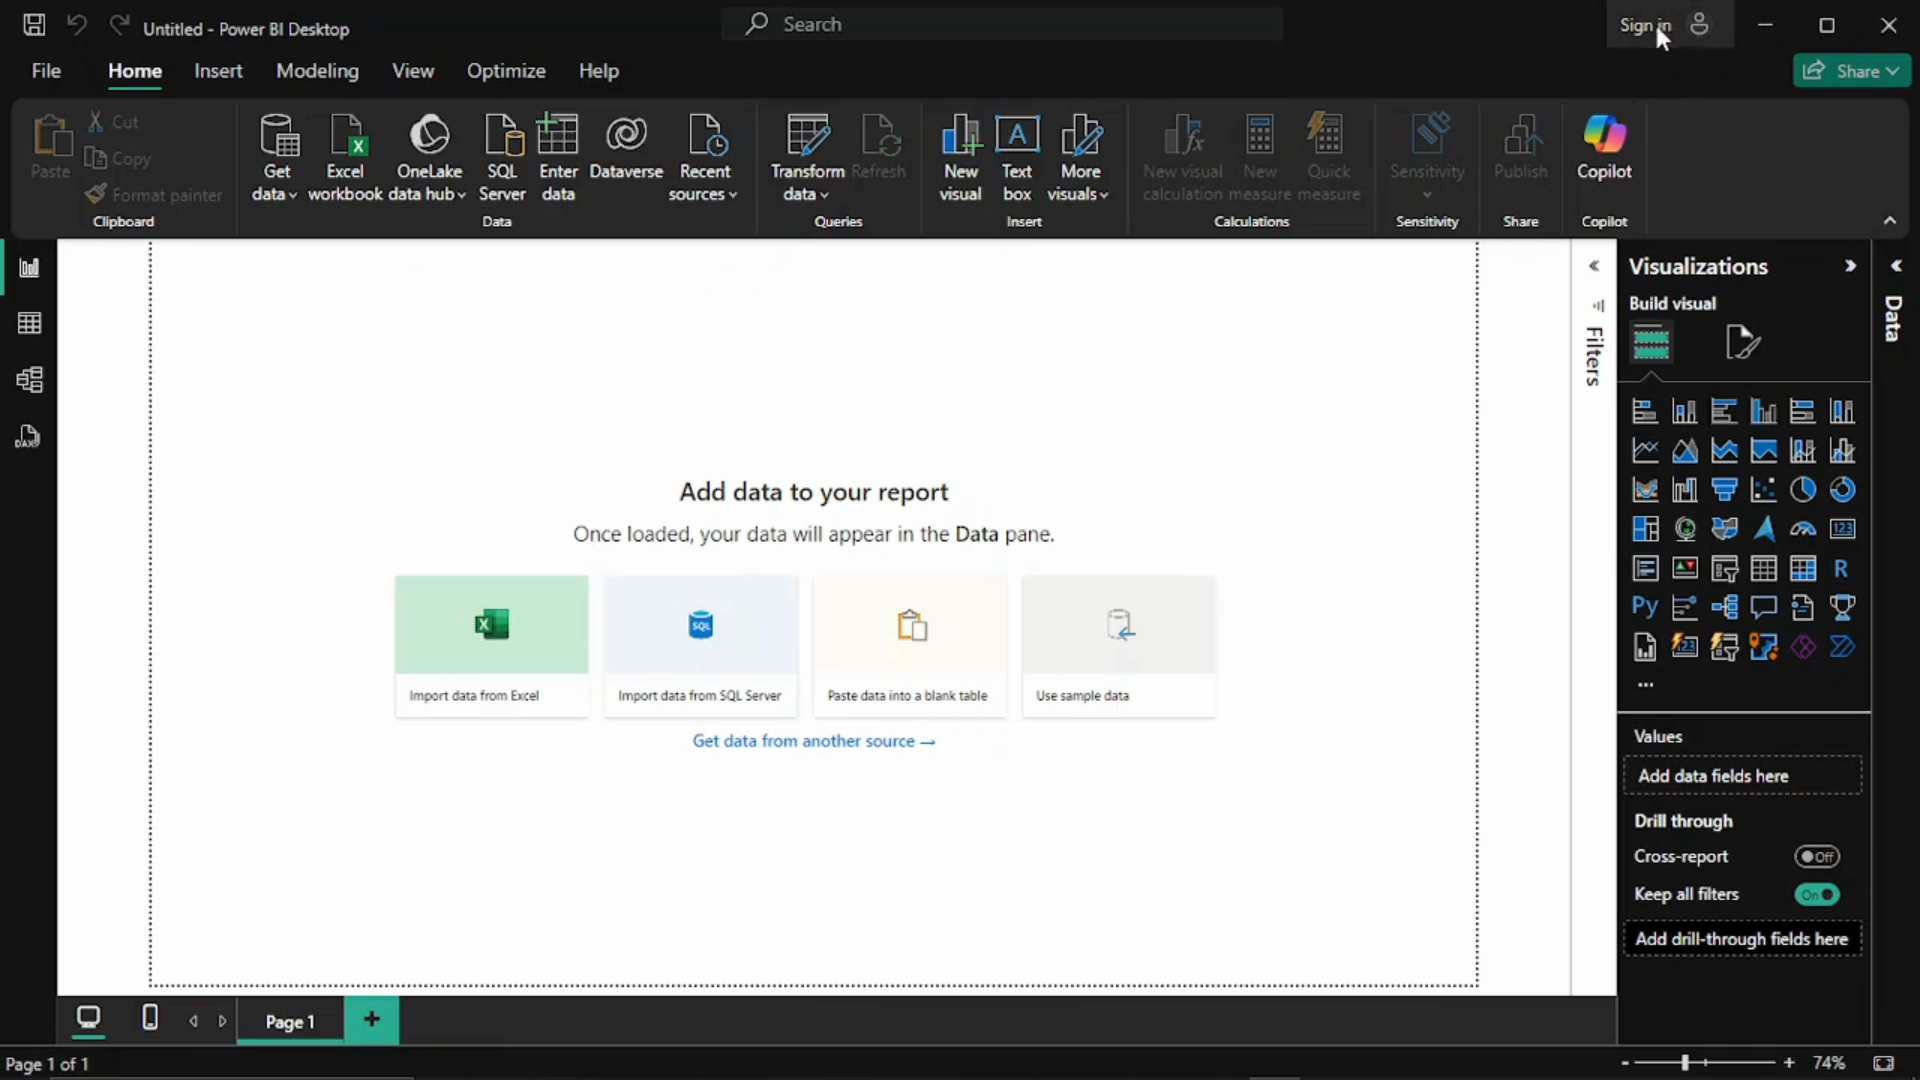 Untitled - Power BI Desktop
Search
Sign in
File
Home
Insert
Modeling
View
Optimize
Help
Share
Paste
Cut
Copy
Format painter
Clipboard
Get
data
Excel
workbook
OneLake
data hub
SQL
Server
Enter
data
Dataverse
Recent
sources
Data
Transform
data
Refresh
Queries
New
visual
Text
box
More
visuals
Insert
New visual
calculation
New
measure
Quick
measure
Calculations
Sensitivity
Sensitivity
Publish
Share
Copilot
Copilot
DAX
Add data to your report
Once loaded, your data will appear in the Data pane.
SQL
Import data from Excel
Import data from SQL Server
Paste data into a blank table
Use sample data
Get data from another source →
Filters
Visualizations
Build visual
123
R
Py
123
...
Values
Add data fields here
Drill through
Cross-report
Off
Keep all filters
On
Add drill-through fields here
Data
Page 1
+
Page 1 of 1
- + 74%